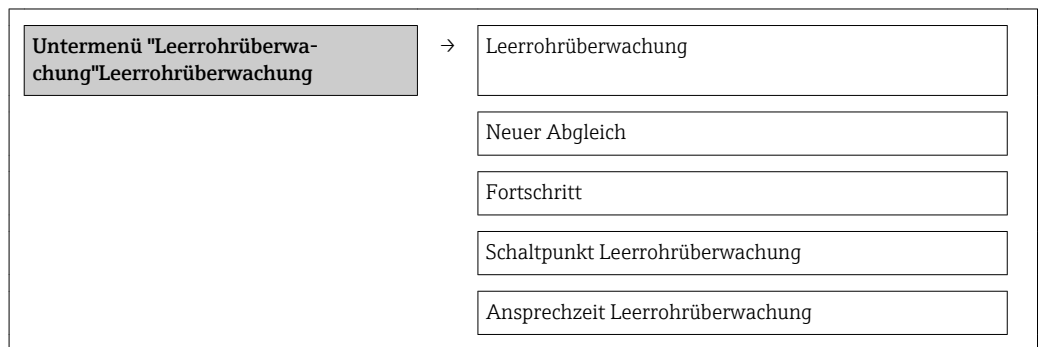 Untermenü "Leerrohrüberwa-
chung"Leerrohrüberwachung
→
Leerrohrüberwachung
Neuer Abgleich
Fortschritt
Schaltpunkt Leerrohrüberwachung
Ansprechzeit Leerrohrüberwachung